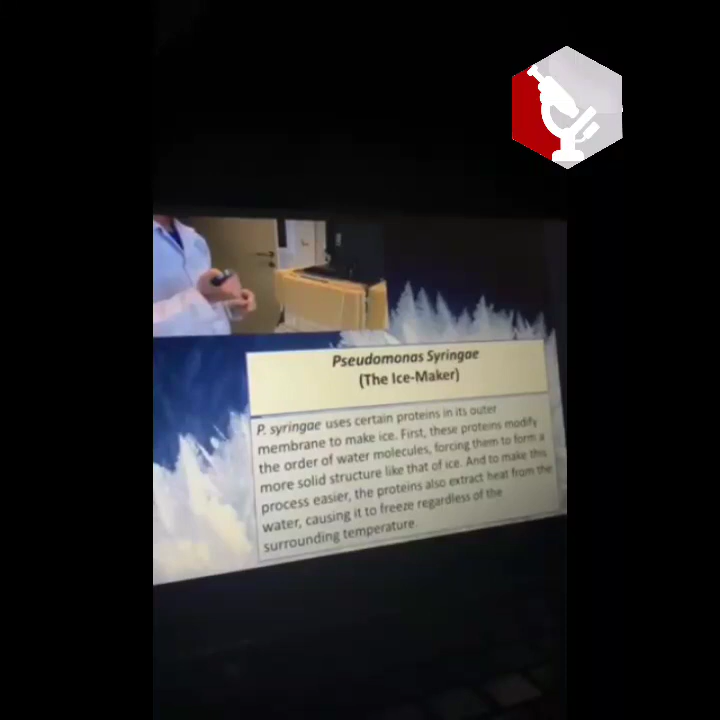 Pseudomonas Syringae
(The Ice-Maker)
P. syringae uses certain proteins in its outer
membrane to make ice. First, these proteins modify
the order of water molecules, forcing them to form a
more solid structure like that of ice. And to make this
process easier, the proteins also extract heat from the
water, causing it to freeze regardless of the
surrounding temperature.